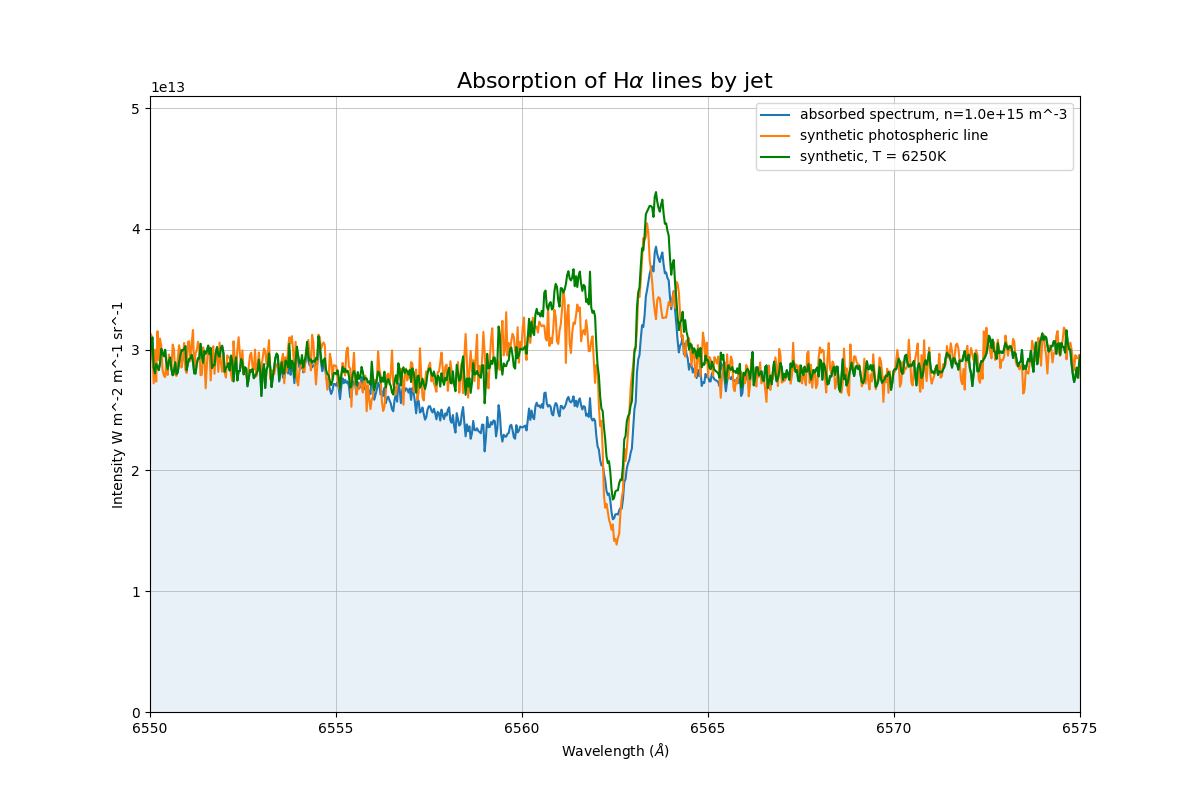 Absorption of Hα lines by jet
1e13
absorbed spectrum, n=1.0e+15 m^-3
synthetic photospheric line
synthetic, T = 6250K
5
4
3
2
1
0
Intensity W m^-2 m^-1 sr^-1
6550 6555 6560 6565 6570 6575
Wavelength (Å)